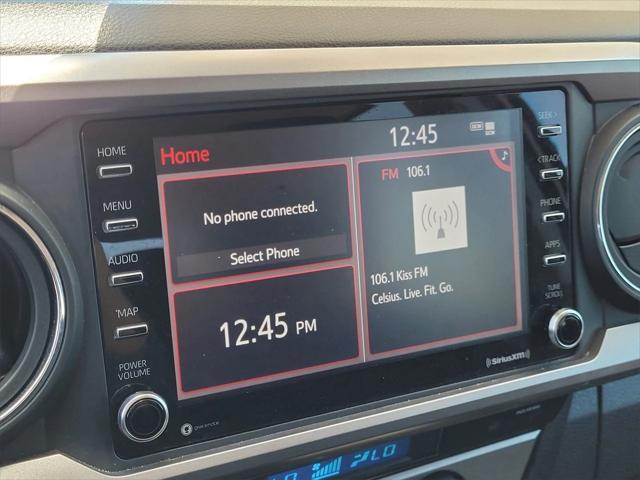 HOME
MENU
AUDIO
MAP
POWER
VOLUME
Home
12:45
DCM
No phone connected.
Select Phone
12:45 PM
FM 106.1
106.1 Kiss FM
Celsius. Live. Fit. Go.
SEEK >
< TRACK
PHONE
APPS
TUNE
SCROLL
SiriusXM
LO